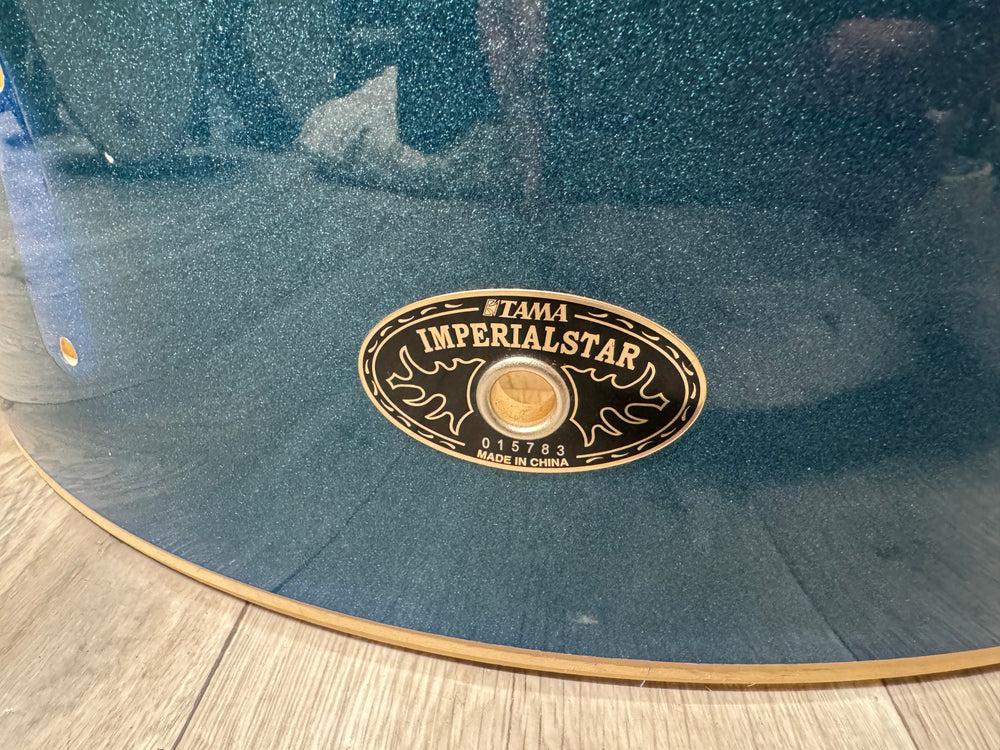 TAMA
IMPERIALSTAR
015783
MADE IN CHINA